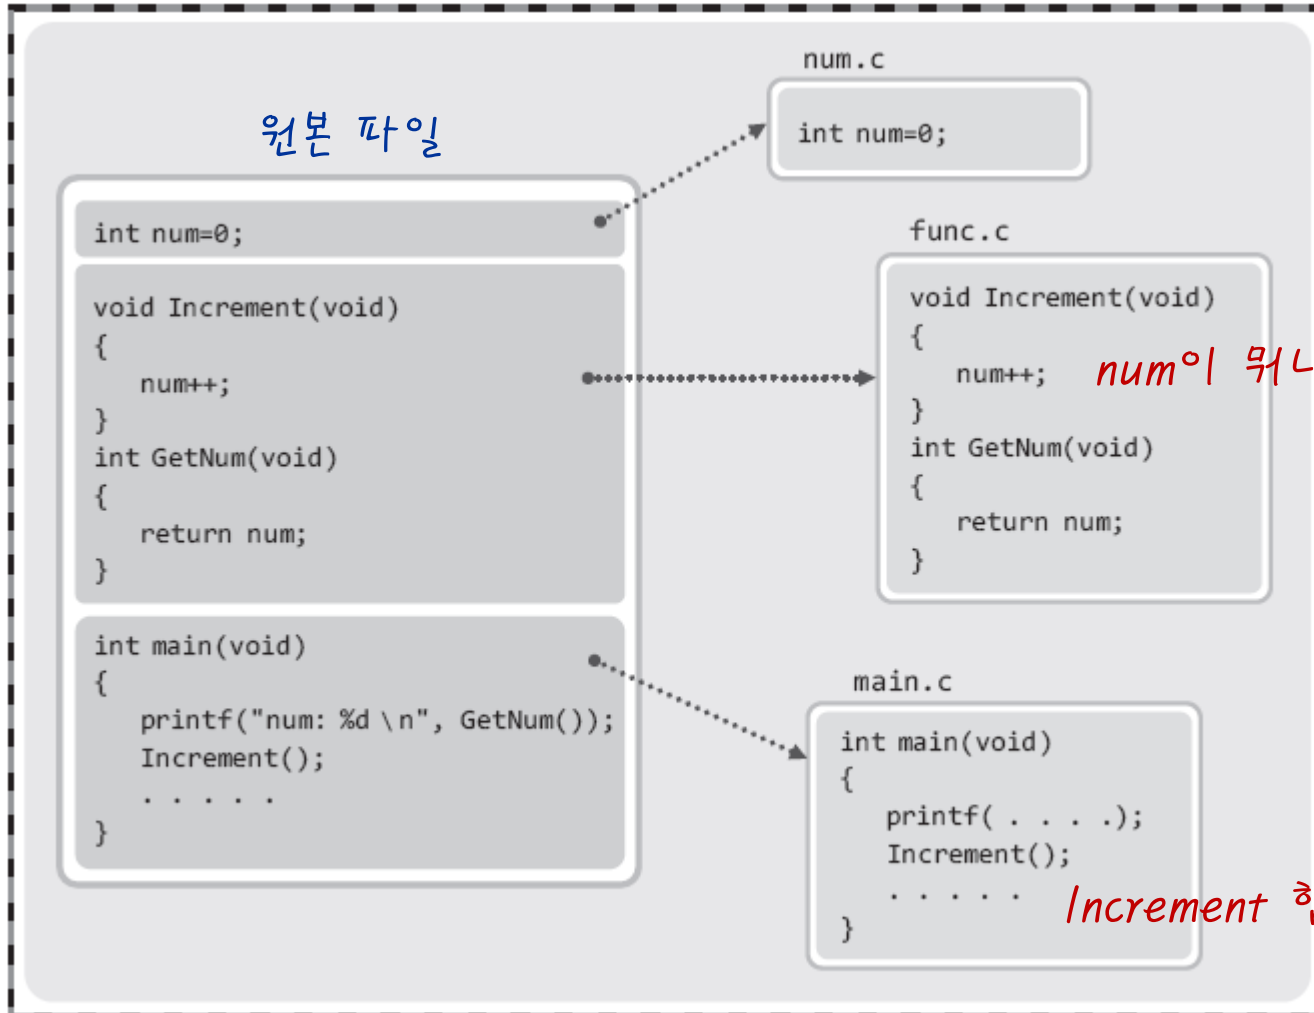 원본 파일
int num=0;
void Increment(void)
{
num++;
}
int GetNum(void)
{
return num;
}
int main(void)
{
printf("num: %d \n", GetNum());
Increment();
. . . . .
}
num.c
int num=0;
func.c
void Increment(void)
{
num++; num이
}
int GetNum(void)
{
return num;
}
main.c
int main(void)
{
printf( . . . .);
Increment();
. . . . .
Increment
}